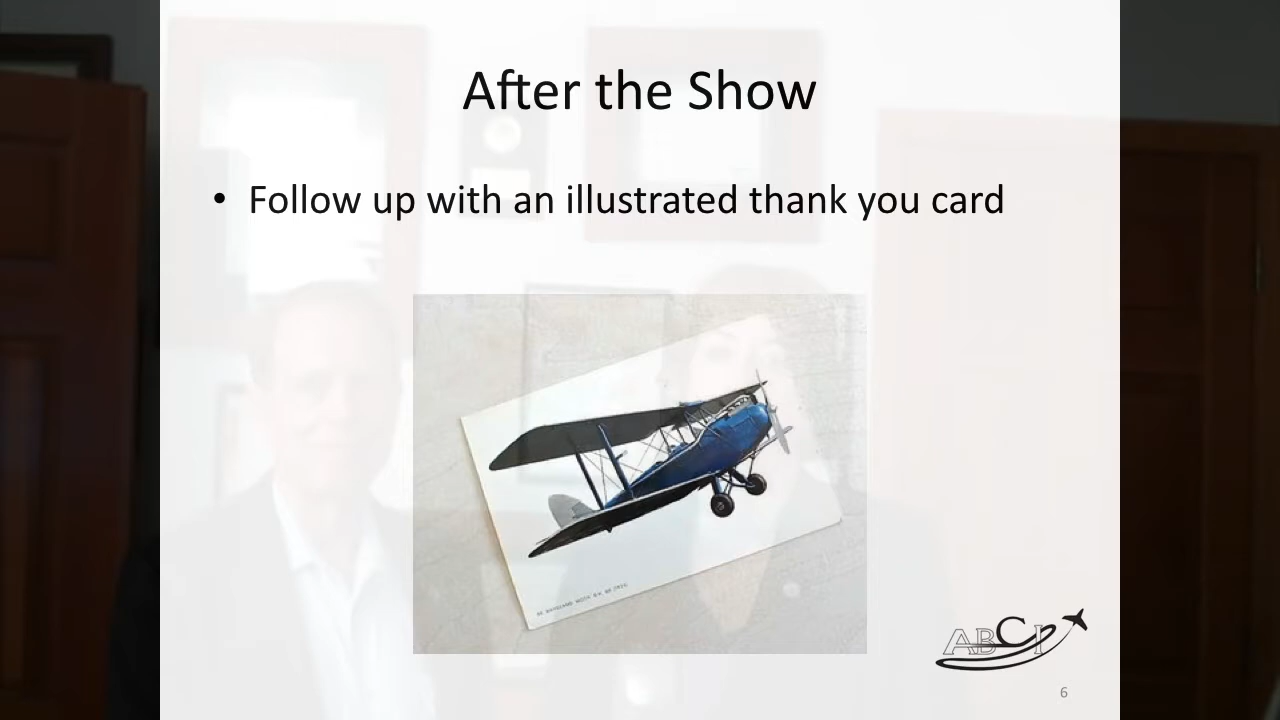 After the Show
• Follow up with an illustrated thank you card
ABCI
6